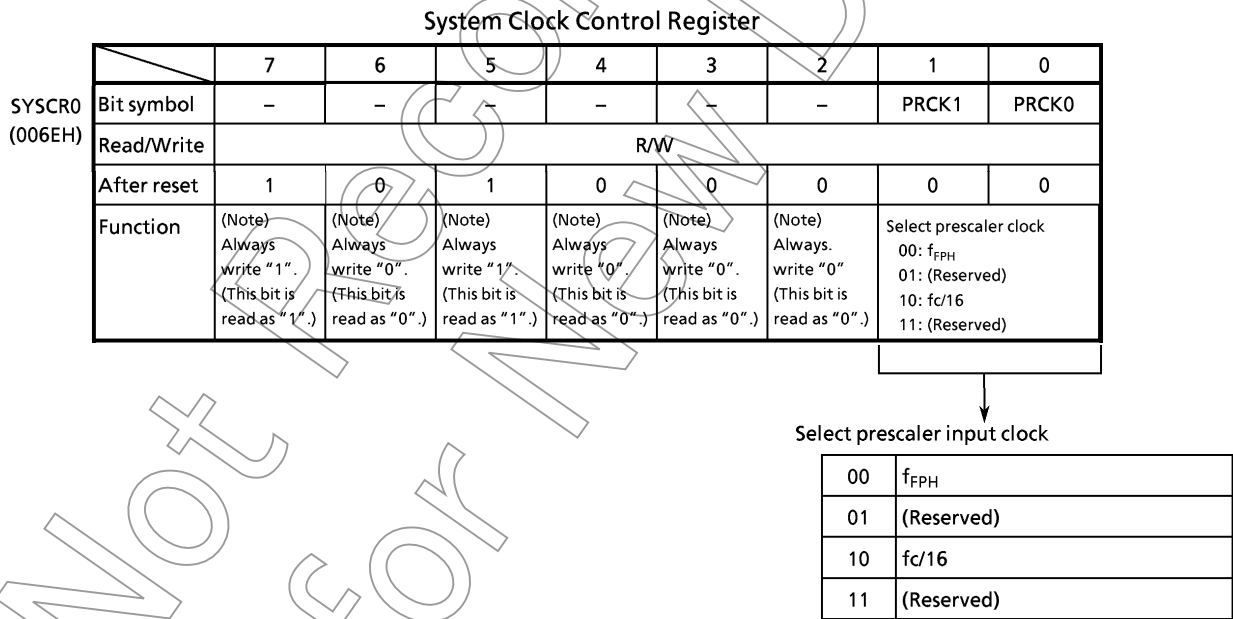 System Clock Control Register
7 6 5 4 3 2 1 0
SYSCR0
(006EH)
Bit symbol – – – – – – PRCK1 PRCK0
Read/Write R/W
After reset 1 0 1 0 0 0 0 0
Function
(Note)
Always
write "1".
(This bit is
read as "1".)
(Note)
Always
write "0".
(This bit is
read as "0".)
(Note)
Always
write "1".
(This bit is
read as "1".)
(Note)
Always
write "0".
(This bit is
read as "0".)
(Note)
Always
write "0".
(This bit is
read as "0".)
(Note)
Always.
write "0"
(This bit is
read as "0".)
Select prescaler clock
00: fFPH
01: (Reserved)
10: fc/16
11: (Reserved)
Select prescaler input clock
00 fFPH
01 (Reserved)
10 fc/16
11 (Reserved)